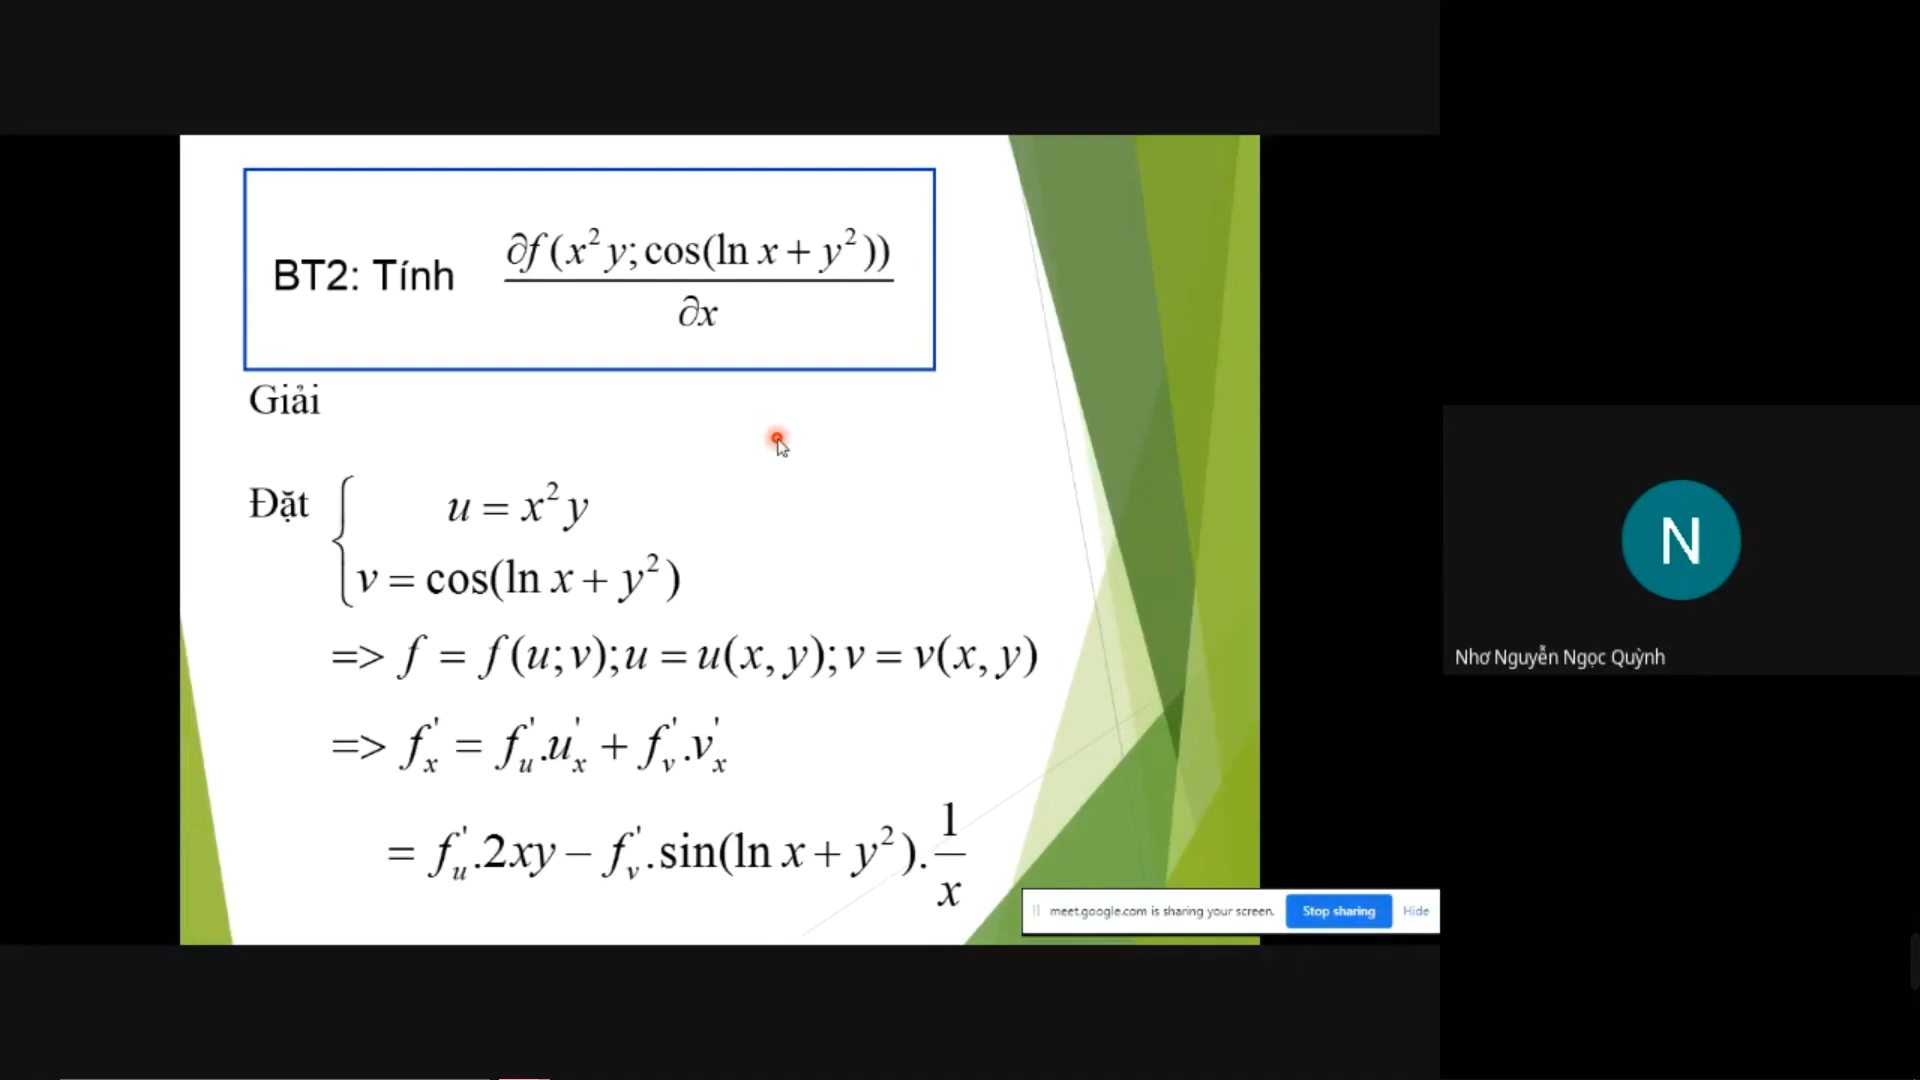 BT2: Tính ∂f(x²y;cos(ln x + y²)) / ∂x
Giải
Đặt { u = x²y
v = cos(ln x + y²)
=> f = f(u;v);u = u(x, y);v = v(x, y)
=> f'ₓ = f'ᵤ.u'ₓ + f'ᵥ.v'ₓ
= f'ᵤ.2xy − f'ᵥ.sin(ln x + y²).1/x
meet.google.com is sharing your screen. Stop sharing Hide
N
Nhơ Nguyễn Ngọc Quỳnh